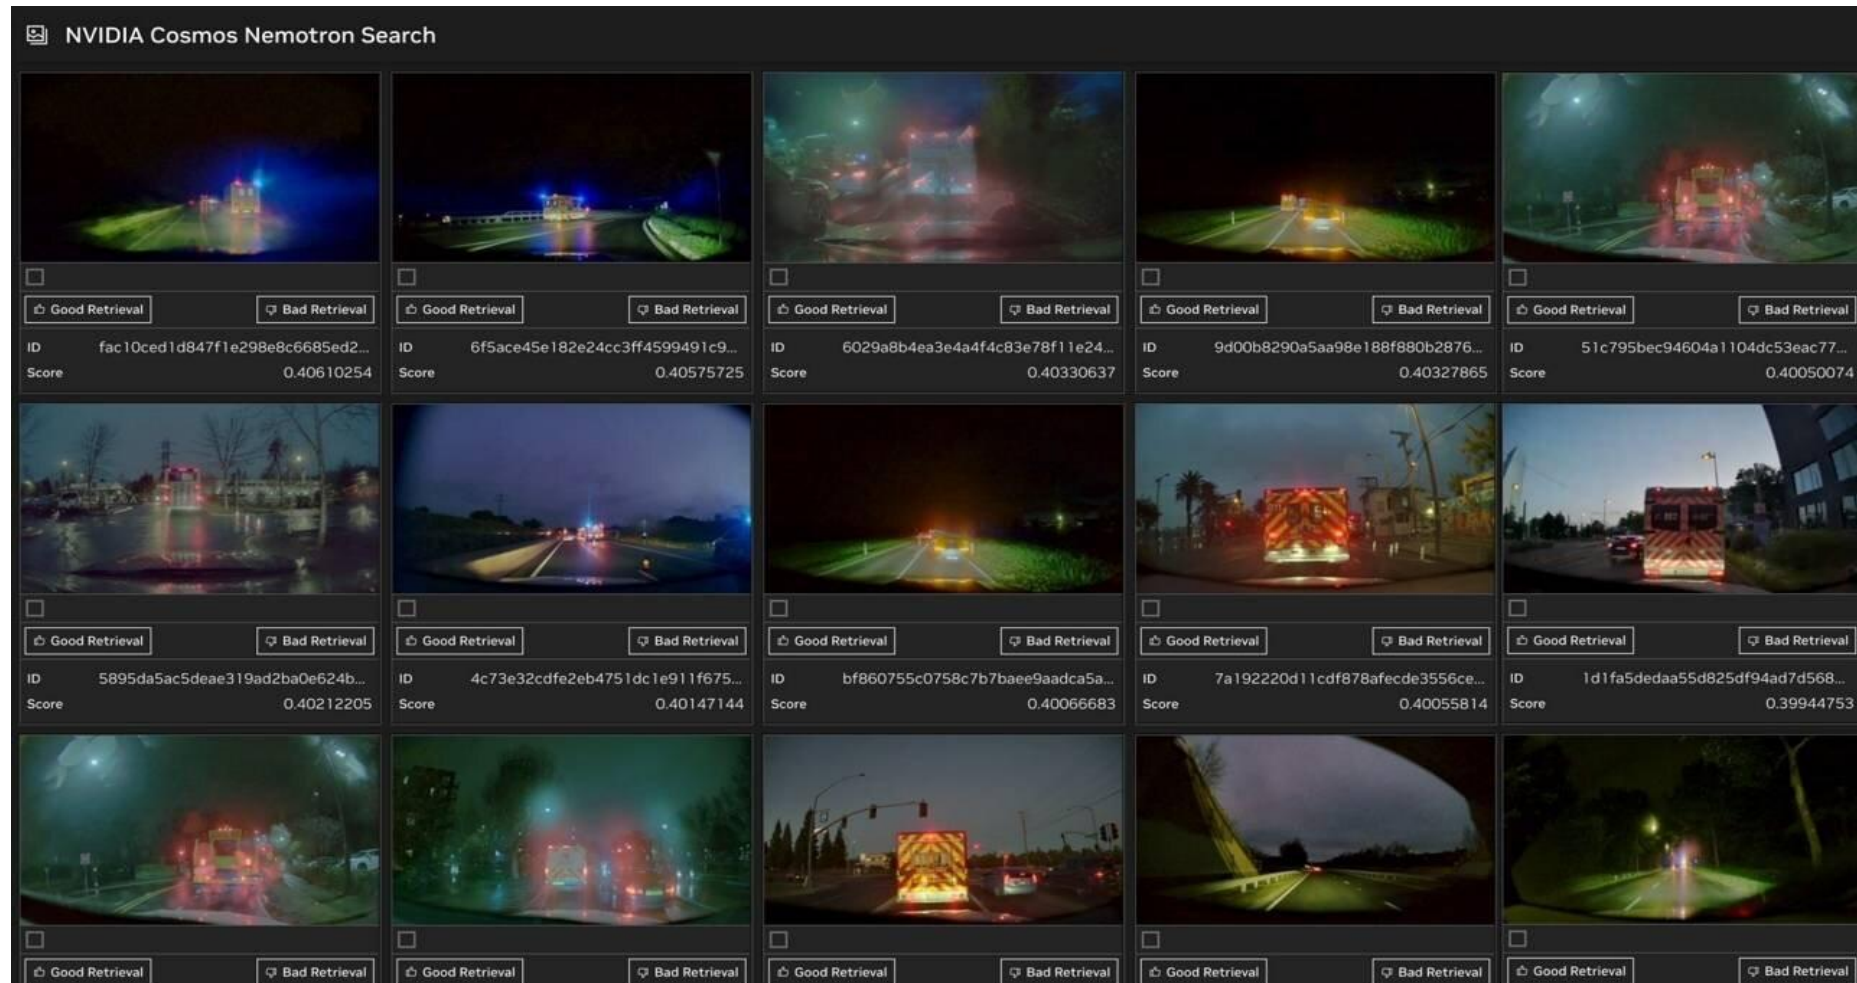 NVIDIA Cosmos Nemotron Search
Good Retrieval Bad Retrieval Good Retrieval Bad Retrieval Good Retrieval Bad Retrieval Good Retrieval Bad Retrieval Good Retrieval Bad Retrieval
ID fac10ced1d847f1e298e8c6685ed2... ID 6f5ace45e182e24cc3ff4599491c9... ID 6029a8b4ea3e4a4f4c83e78f11e24... ID 9d00b8290a5aa98e188f880b2876... ID 51c795bec94604a1104dc53eac77...
Score 0.40610254 Score 0.40575725 Score 0.40330637 Score 0.40327865 Score 0.40050074
Good Retrieval Bad Retrieval Good Retrieval Bad Retrieval Good Retrieval Bad Retrieval Good Retrieval Bad Retrieval Good Retrieval Bad Retrieval
ID 5895da5ac5deae319ad2ba0e624b... ID 4c73e32cdfe2eb4751dc1e911f675... ID bf860755c0758c7b7baee9aadca5a... ID 7a192220d11cdf878afecde3556ce... ID 1d1fa5dedaa55d825df94ad7d568...
Score 0.40212205 Score 0.40147144 Score 0.40066683 Score 0.40055814 Score 0.39944753
Good Retrieval Bad Retrieval Good Retrieval Bad Retrieval Good Retrieval Bad Retrieval Good Retrieval Bad Retrieval Good Retrieval Bad Retrieval